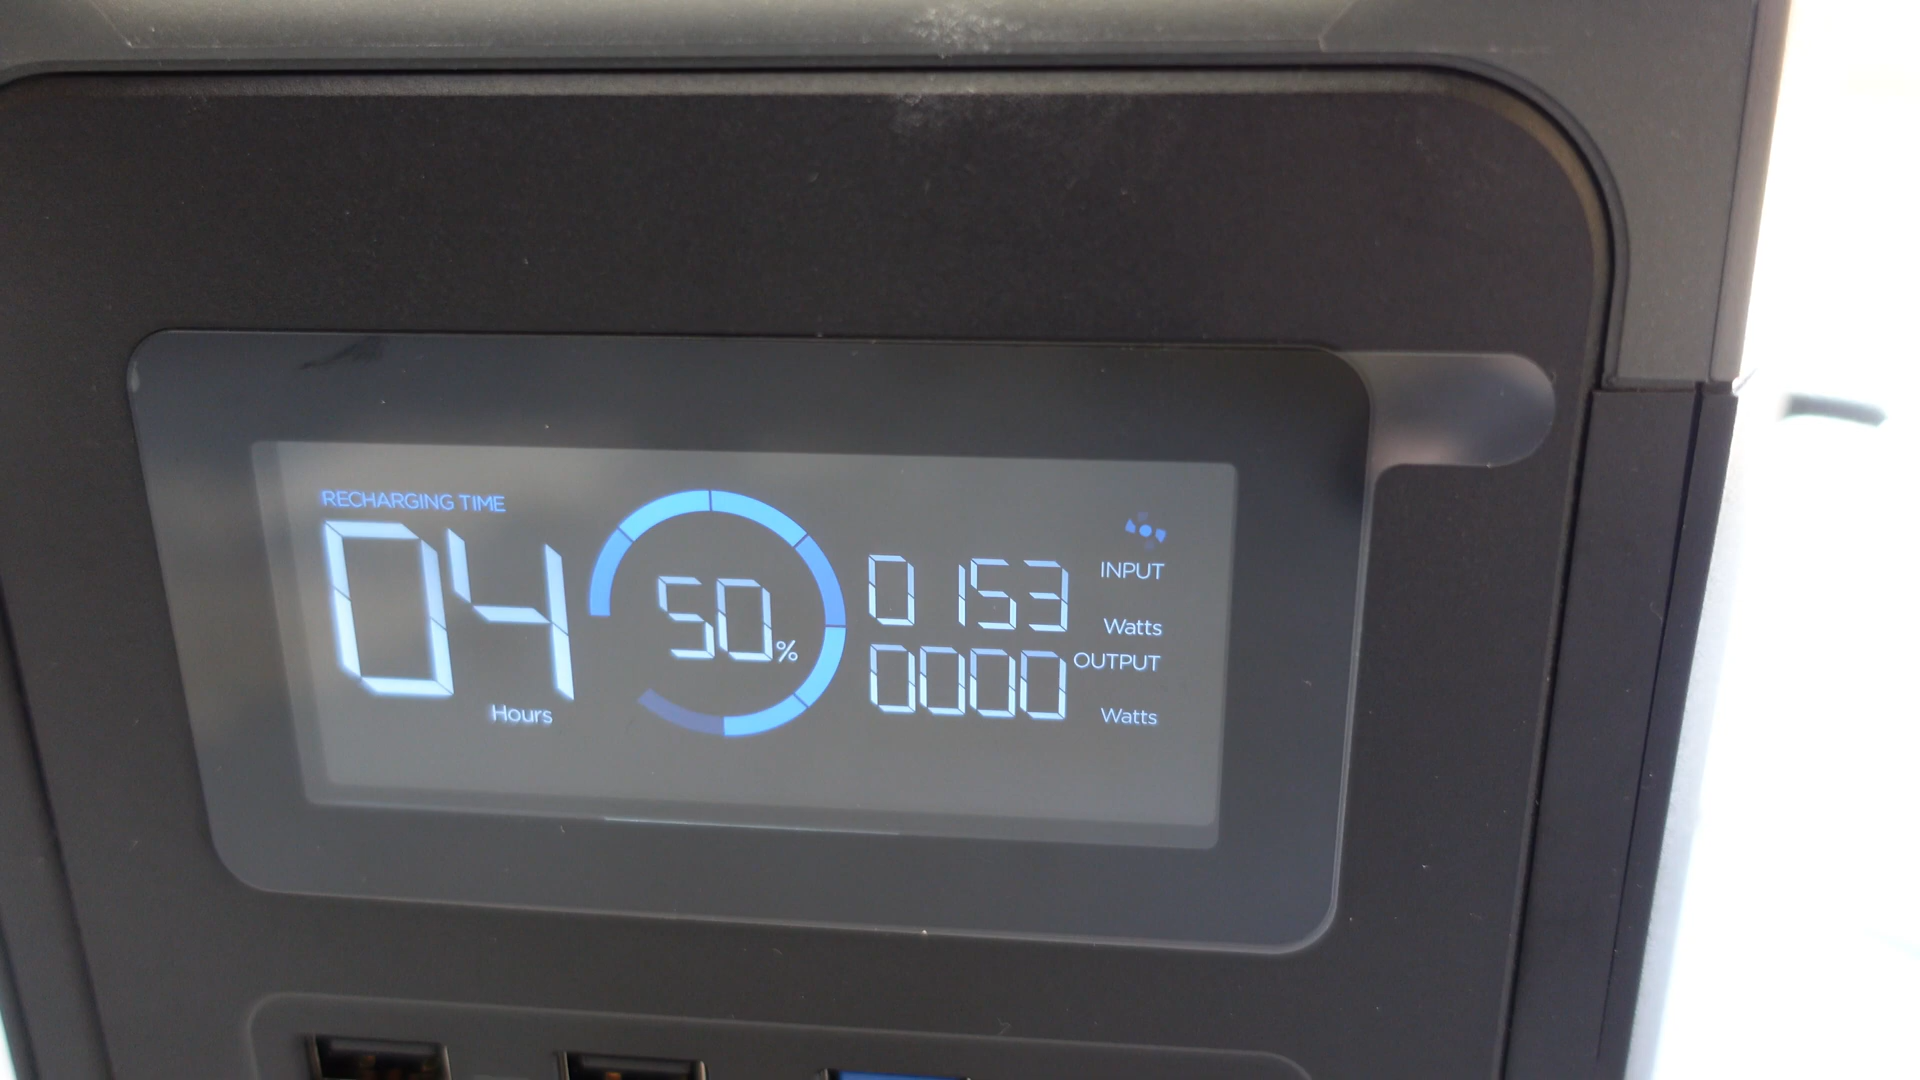 RECHARGING TIME
04
Hours
50%
0153
INPUT
Watts
0000
OUTPUT
Watts